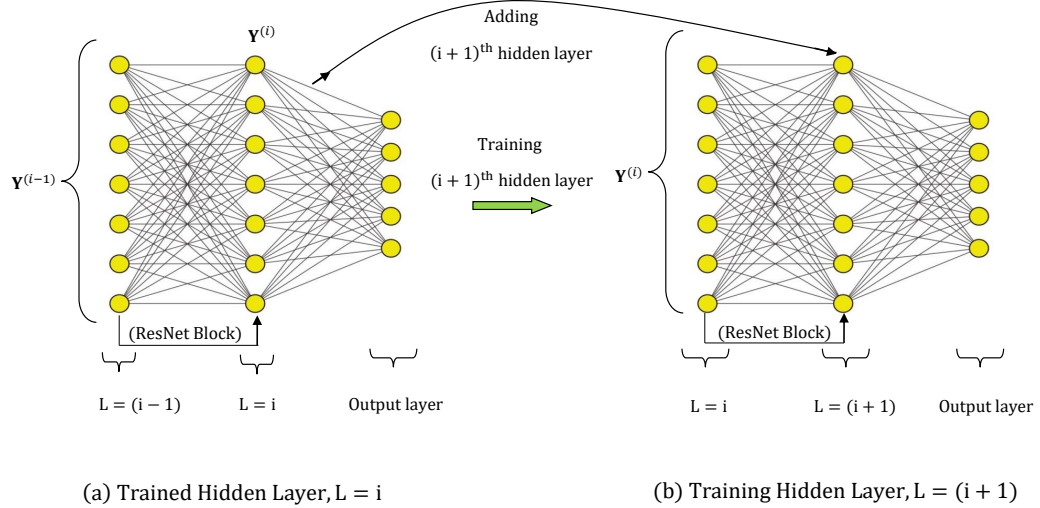 Y⁽ⁱ⁾
Adding
(i + 1)ᵗʰ hidden layer
Y⁽ⁱ⁻¹⁾
Training
(i + 1)ᵗʰ hidden layer
Y⁽ⁱ⁾
(ResNet Block)
(ResNet Block)
L = (i − 1)
L = i
Output layer
L = i
L = (i + 1)
Output layer
(a) Trained Hidden Layer, L = i
(b) Training Hidden Layer, L = (i + 1)